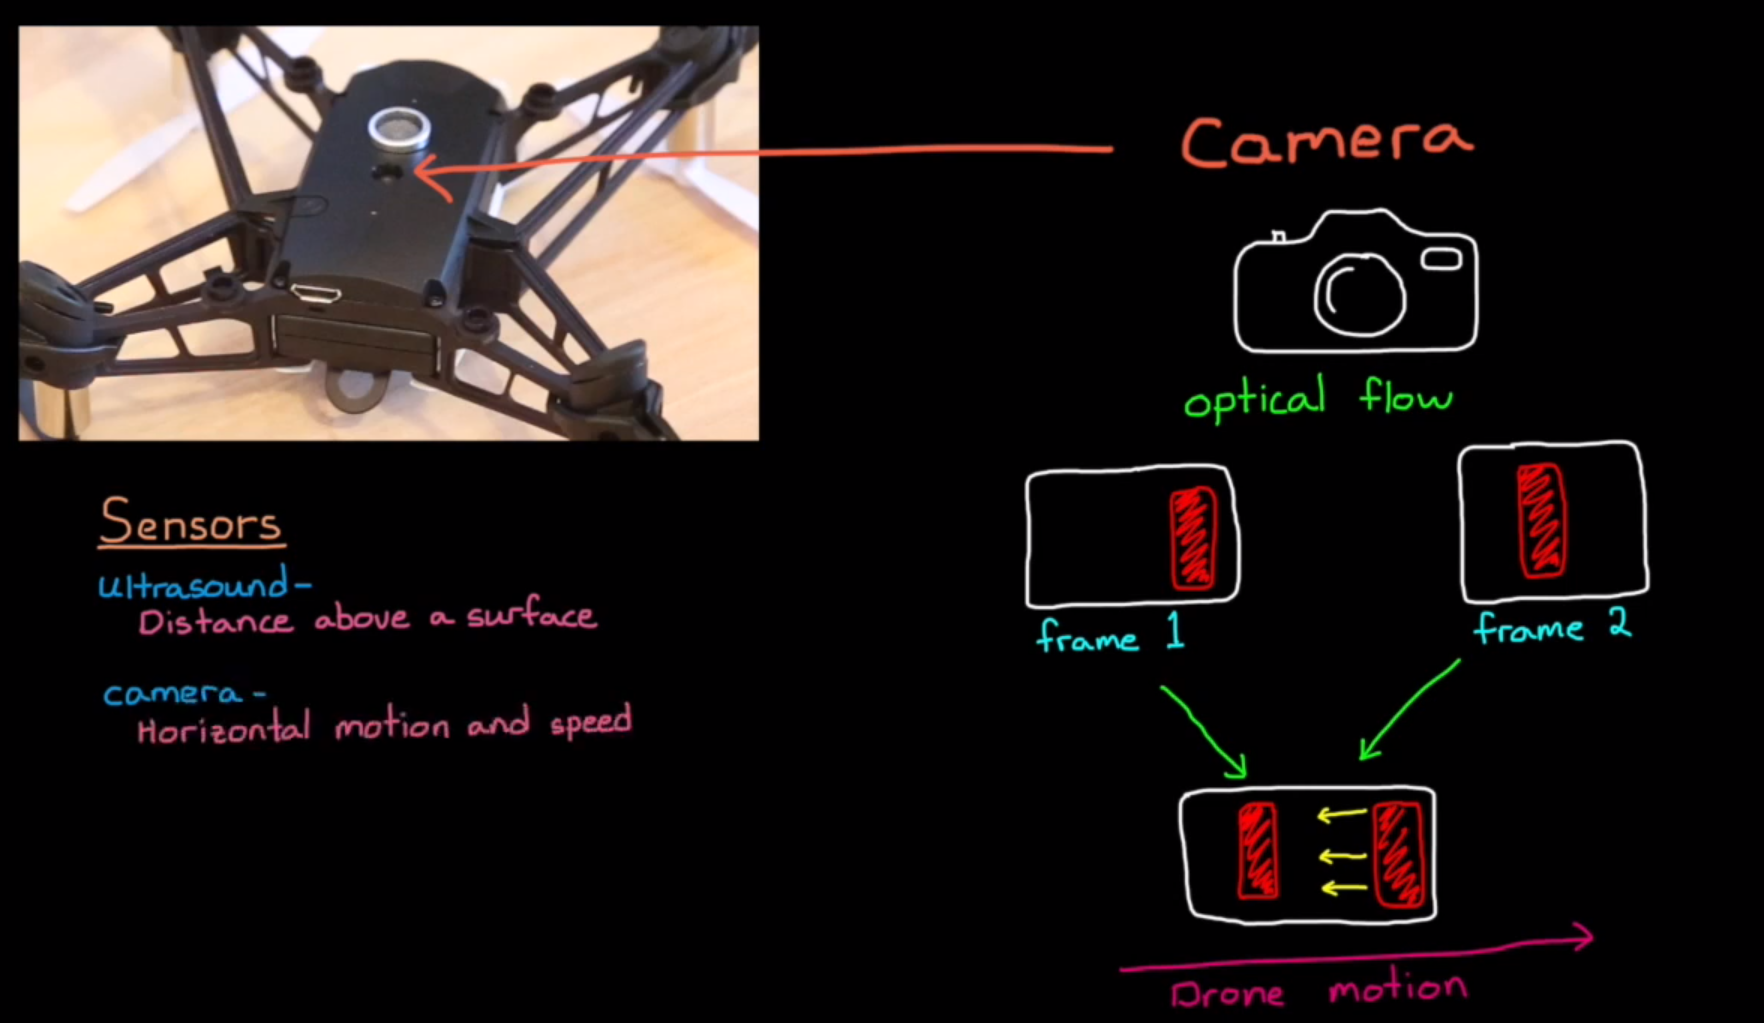 Camera
optical flow
Sensors
ultrasound-
Distance above a surface
camera-
Horizontal motion and speed
frame 1
frame 2
Drone motion